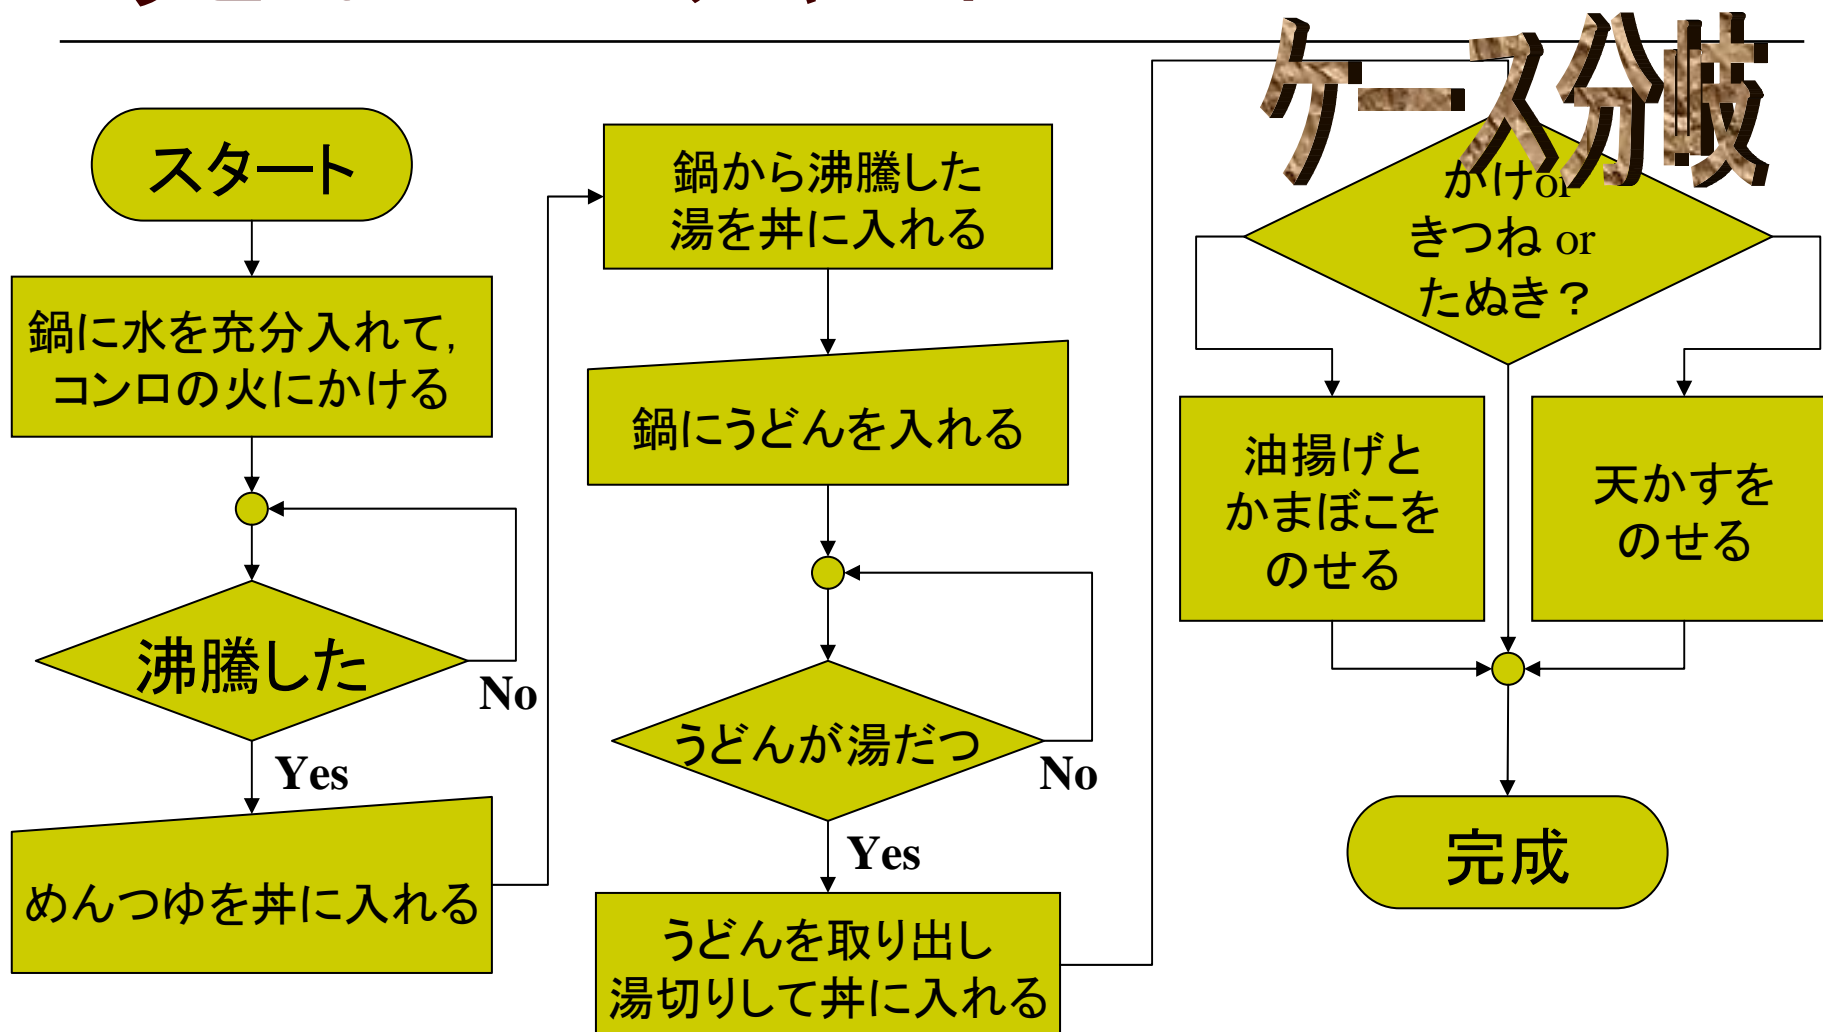 ケース分岐
スタート
鍋に水を充分入れて,
コンロの火にかける
沸騰した
No
Yes
めんつゆを丼に入れる
鍋から沸騰した
湯を丼に入れる
鍋にうどんを入れる
うどんが湯だつ
No
Yes
うどんを取り出し
湯切りして丼に入れる
かけor
きつね or
たぬき？
油揚げと
かまぼこを
のせる
天かすを
のせる
完成